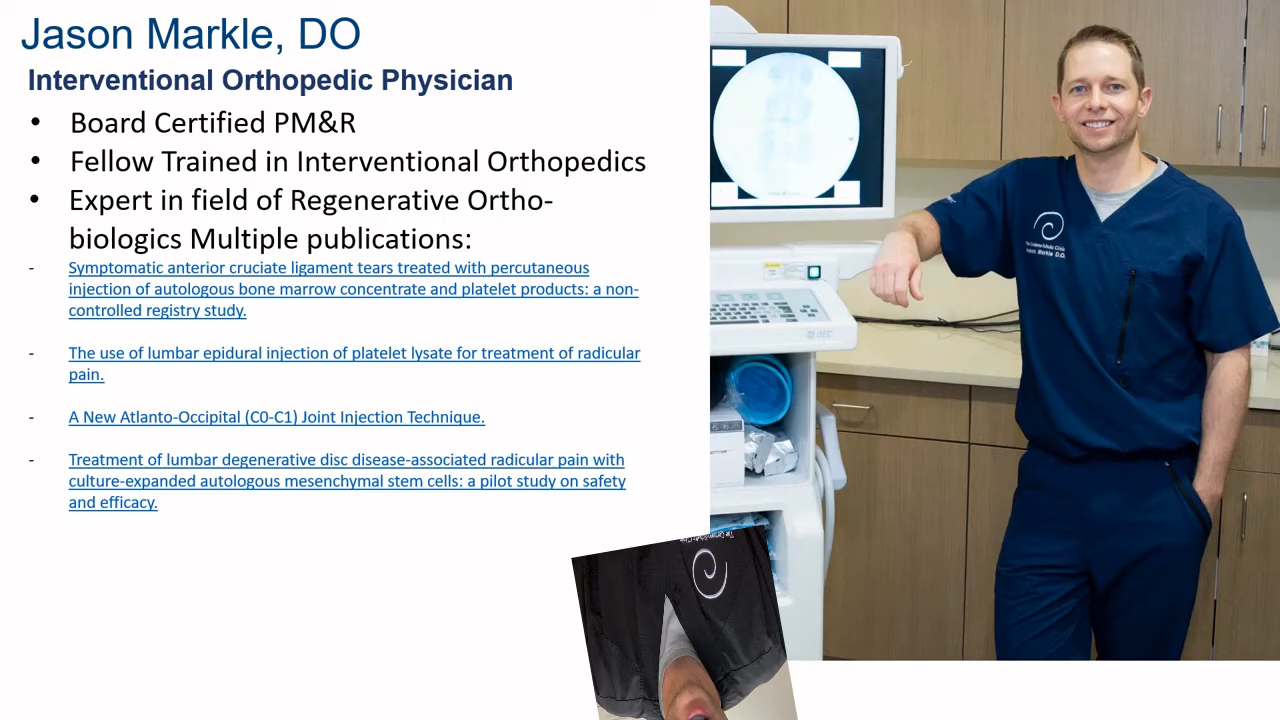 Jason Markle, DO
Interventional Orthopedic Physician
• Board Certified PM&R
• Fellow Trained in Interventional Orthopedics
• Expert in field of Regenerative Ortho-
biologics Multiple publications:
- Symptomatic anterior cruciate ligament tears treated with percutaneous
injection of autologous bone marrow concentrate and platelet products: a non-
controlled registry study.
- The use of lumbar epidural injection of platelet lysate for treatment of radicular
pain.
- A New Atlanto-Occipital (C0-C1) Joint Injection Technique.
- Treatment of lumbar degenerative disc disease-associated radicular pain with
culture-expanded autologous mesenchymal stem cells: a pilot study on safety
and efficacy.
Markle D.O.
OEC